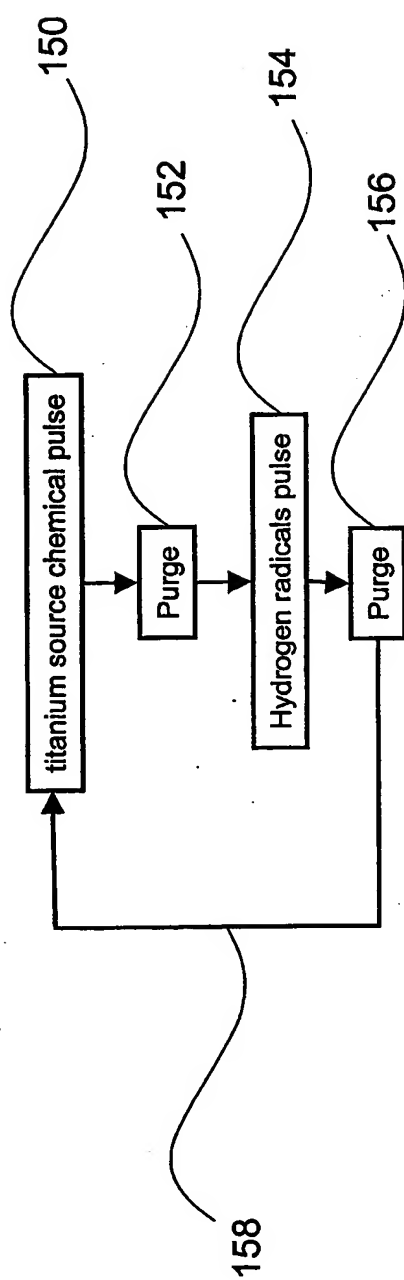 titanium source chemical pulse
150
Purge
152
Hydrogen radicals pulse
154
Purge
156
158